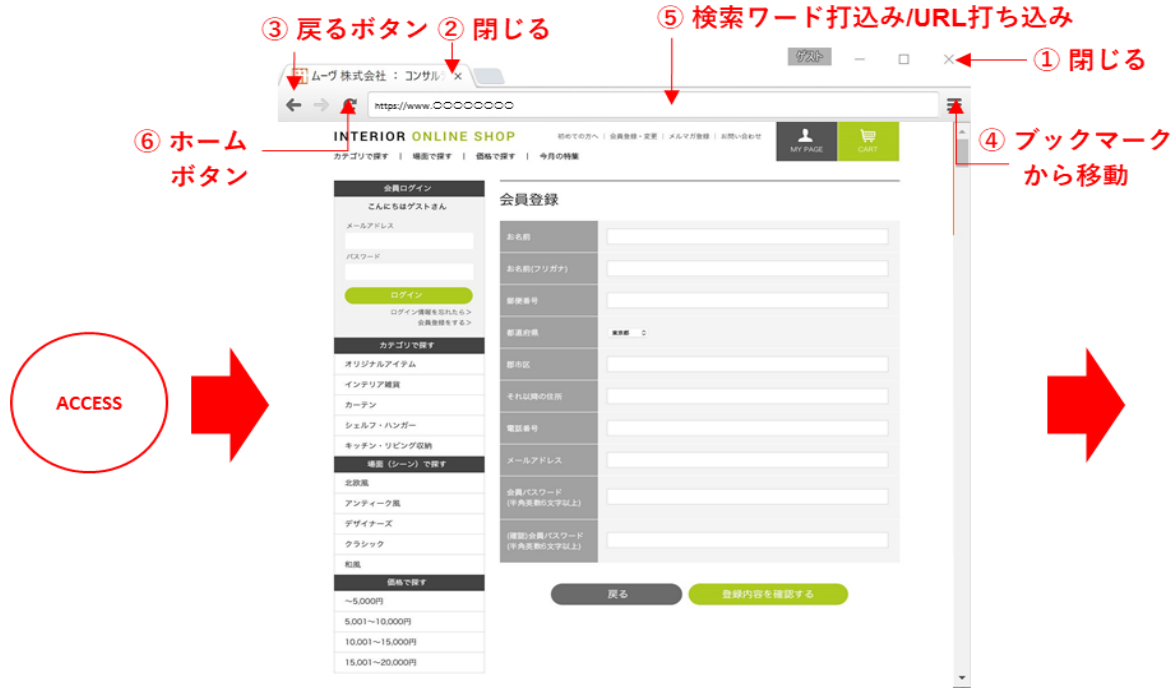 ⑤ 検索ワード打込み/URL打ち込み
③ 戻るボタン ② 閉じる
ゲスト
① 閉じる
ムーヴ 株式会社 ： コンサル
https://www.〇〇〇〇〇〇〇〇
⑥ ホーム
ボタン
④ ブックマーク
から移動
INTERIOR ONLINE SHOP
初めての方へ | 会員登録・変更 | メルマガ登録 | お問い合わせ
MY PAGE
CART
カテゴリで探す | 場面で探す | 価格で探す | 今月の特集
会員ログイン
こんにちはゲストさん
メールアドレス
パスワード
ログイン
ログイン情報を忘れたら>
会員登録をする>
カテゴリで探す
オリジナルアイテム
インテリア雑貨
カーテン
シェルフ・ハンガー
キッチン・リビング収納
場面（シーン）で探す
北欧風
アンティーク風
デザイナーズ
クラシック
和風
価格で探す
〜5,000円
5,001〜10,000円
10,001〜15,000円
15,001〜20,000円
会員登録
お名前
お名前(フリガナ)
郵便番号
都道府県
東京都
郡市区
それ以降の住所
電話番号
メールアドレス
会員パスワード
(半角英数6文字以上)
(確認)会員パスワード
(半角英数6文字以上)
戻る
登録内容を確認する
ACCESS